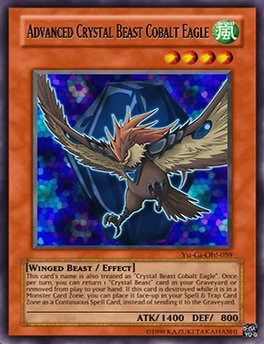 ADVANCED CRYSTAL BEAST COBALT EAGLE
風
Yu-Gi-Oh!-059
[WINGED BEAST / EFFECT]
This card's name is also treated as "Crystal Beast Cobalt Eagle". Once
per turn, you can return 1 "Crystal Beast" card in your Graveyard or
removed from play to your hand. If this card is destroyed while it is in a
Monster Card Zone, you can place it face-up in your Spell & Trap Card
Zone as a Continuous Spell Card, instead of sending it to the Graveyard.
ATK/1400 DEF/ 800
©1996 KAZUKI TAKAHASHI